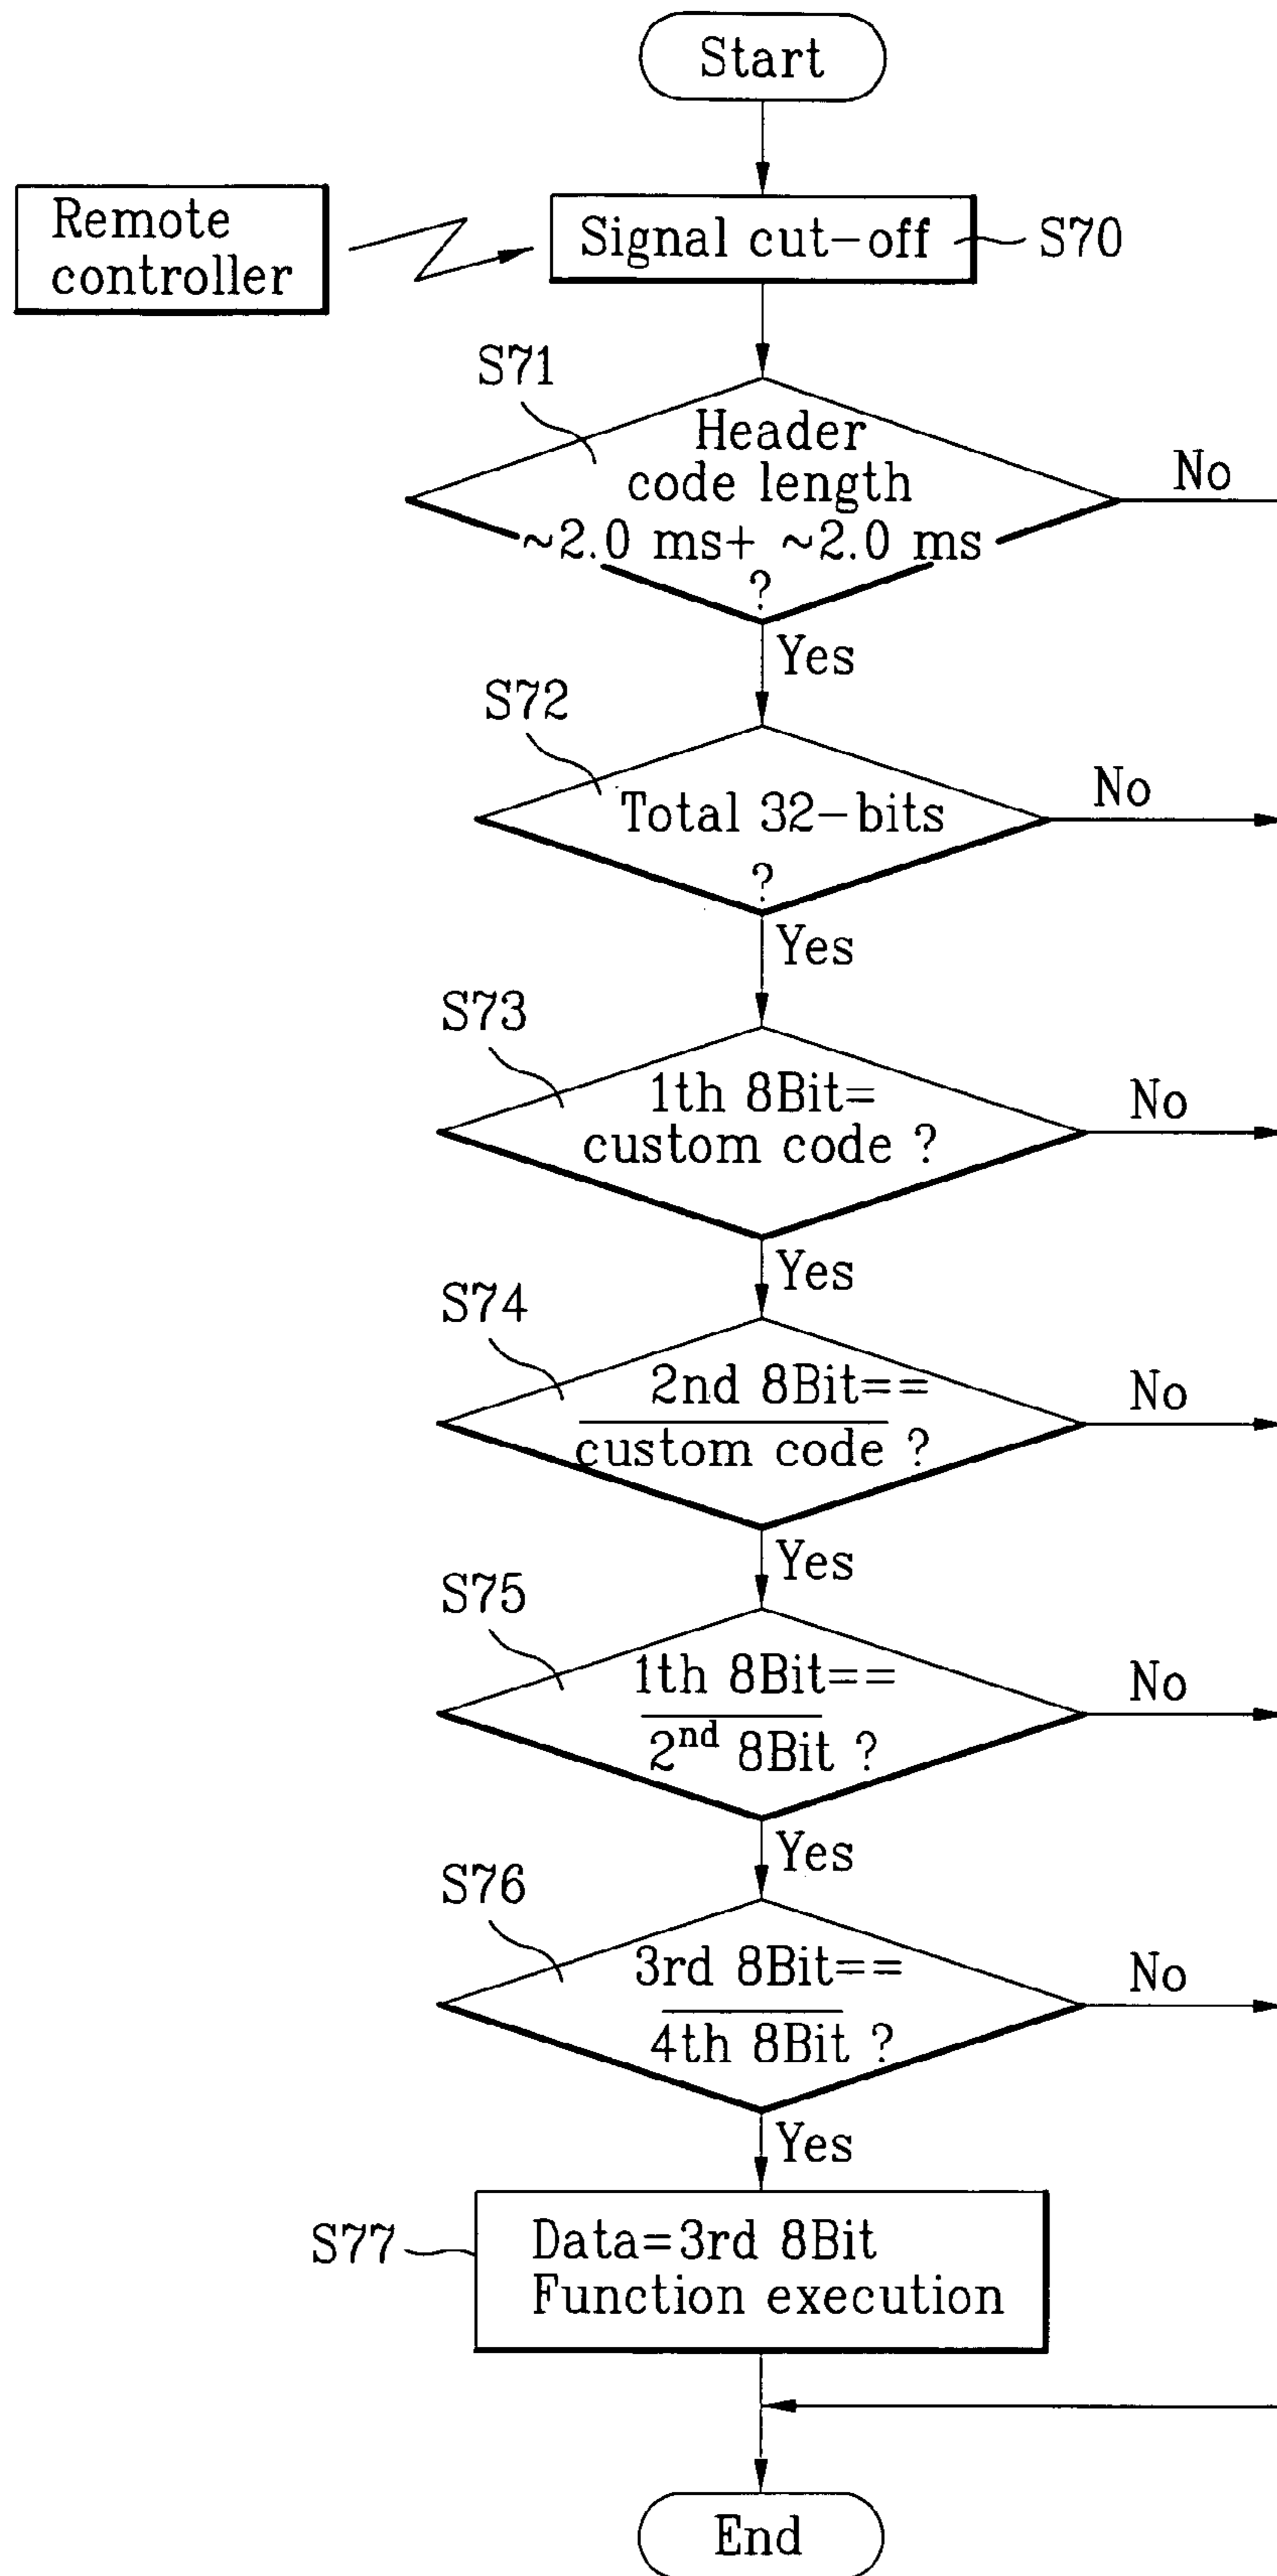 Start
Remote
controller
Signal cut-off
S70
S71
Header
code length
~2.0 ms+ ~2.0 ms
?
No
Yes
S72
Total 32-bits
?
No
Yes
S73
1th 8Bit=
custom code ?
No
Yes
S74
2nd 8Bit==
custom code ?
No
Yes
S75
1th 8Bit==
2nd 8Bit ?
No
Yes
S76
3rd 8Bit==
4th 8Bit ?
No
Yes
S77
Data=3rd 8Bit
Function execution
End